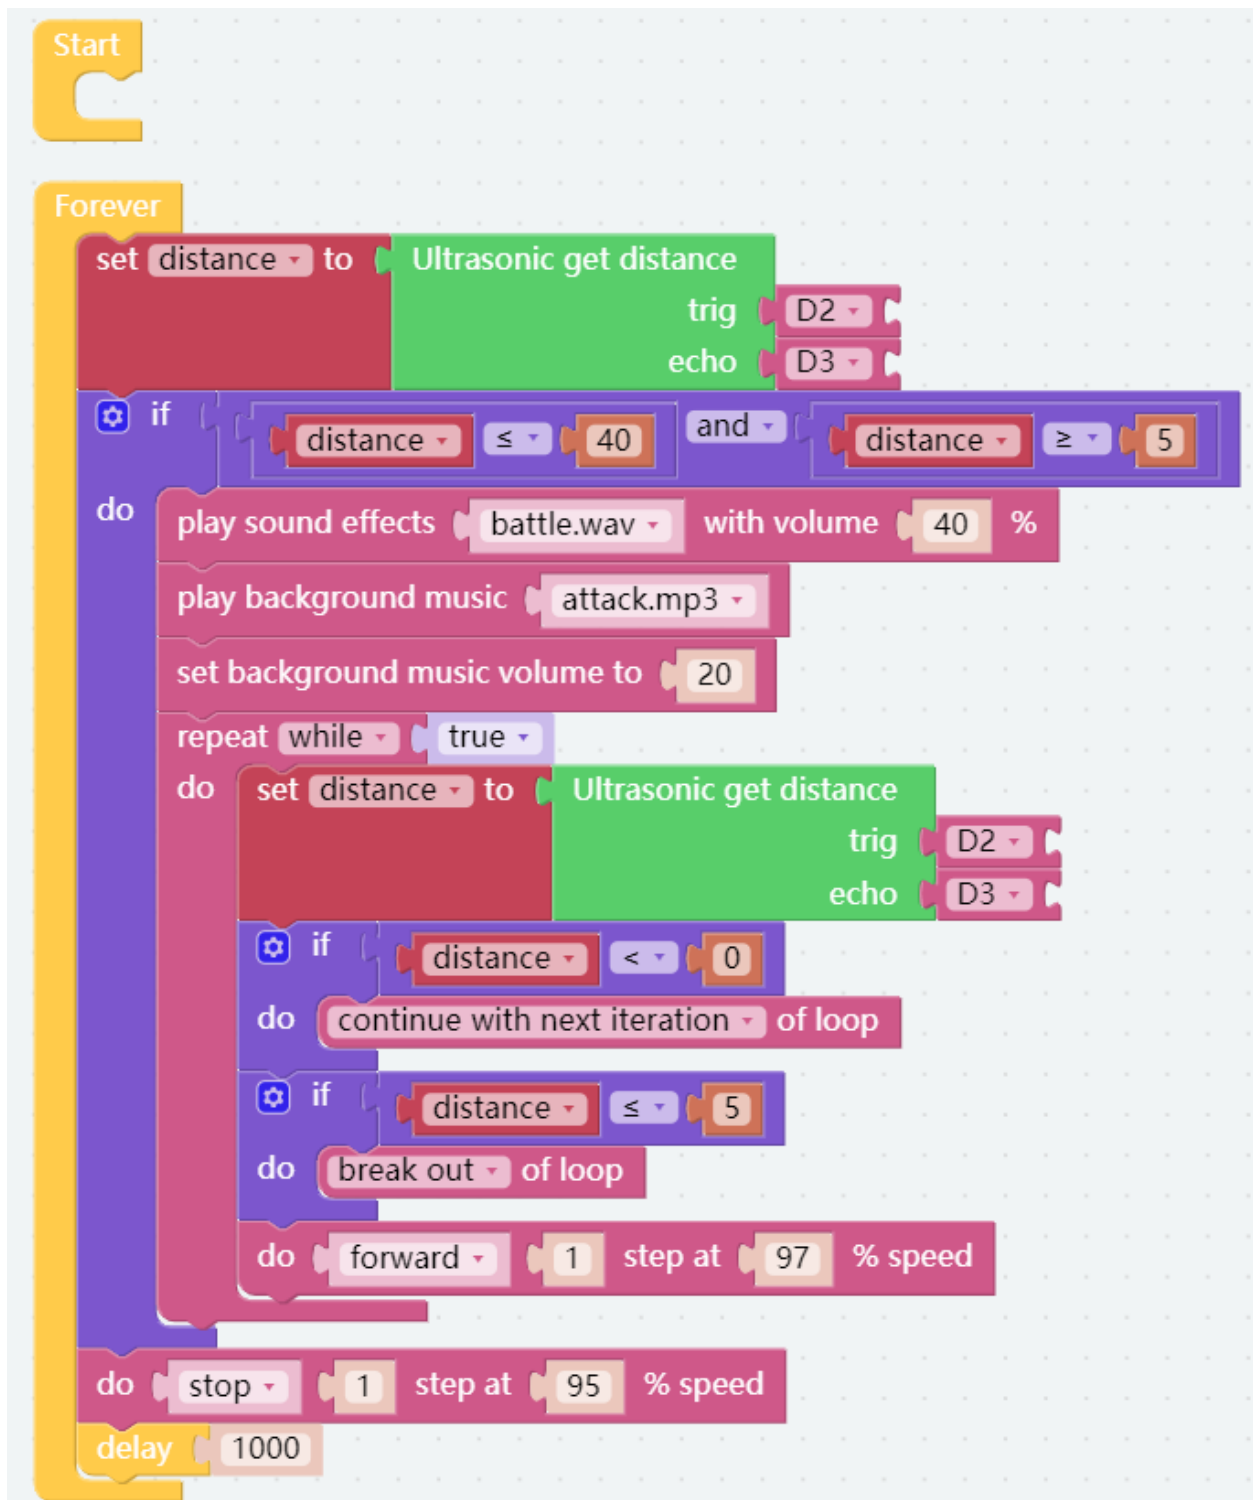 Start
Forever
set distance to Ultrasonic get distance
trig D2
echo D3
if distance ≤ 40 and distance ≥ 5
do play sound effects battle.wav with volume 40 %
play background music attack.mp3
set background music volume to 20
repeat while true
do set distance to Ultrasonic get distance
trig D2
echo D3
if distance < 0
do continue with next iteration of loop
if distance ≤ 5
do break out of loop
do forward 1 step at 97 % speed
do stop 1 step at 95 % speed
delay 1000